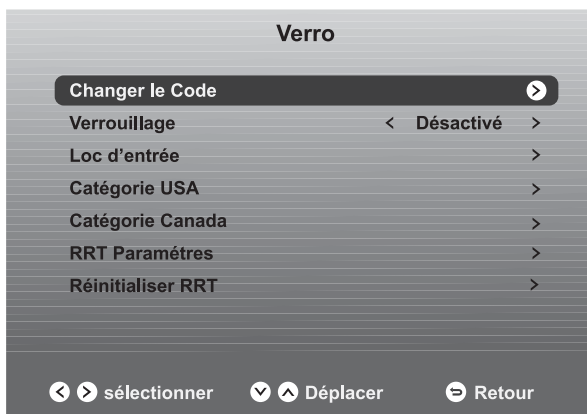 Verro
Changer le Code >
Verrouillage < Désactivé >
Loc d'entrée >
Catégorie USA >
Catégorie Canada >
RRT Paramétres >
Réinitialiser RRT >
< > sélectionner Déplacer Retour